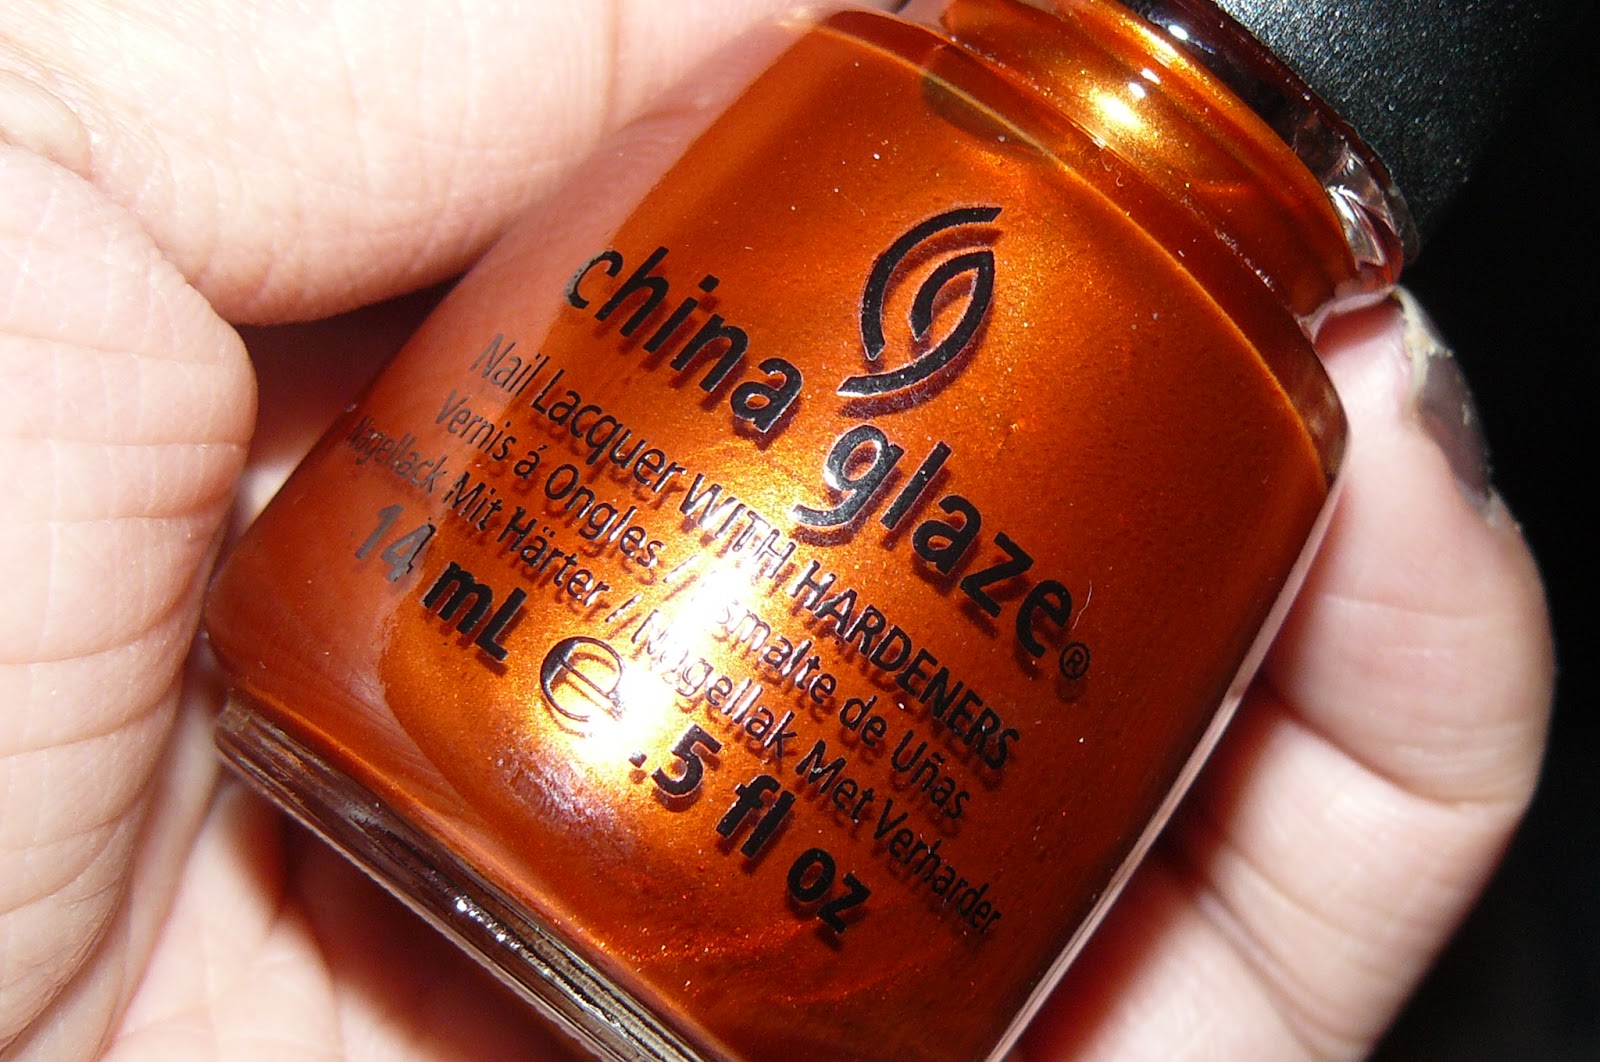 china glaze®
Nail Lacquer WITH HARDENERS
Vernis á Ongles / Esmalte de Uñas
Nagellack Mit Härter / Nagellak Met Verharder
14 mL ℮ .5 fl oz